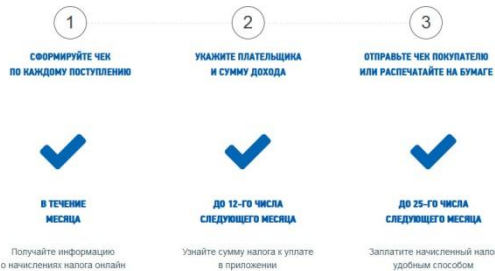 1
2
3
СФОРМИРУЙТЕ ЧЕК
ПО КАЖДОМУ ПОСТУПЛЕНИЮ
УКАЖИТЕ ПЛАТЕЛЬЩИКА
И СУММУ ДОХОДА
ОТПРАВЬТЕ ЧЕК ПОКУПАТЕЛЮ
ИЛИ РАСПЕЧАТАЙТЕ НА БУМАГЕ
В ТЕЧЕНИЕ
МЕСЯЦА
ДО 12-ГО ЧИСЛА
СЛЕДУЮЩЕГО МЕСЯЦА
ДО 25-ГО ЧИСЛА
СЛЕДУЮЩЕГО МЕСЯЦА
Получайте информацию
о начислениях налога онлайн
Узнайте сумму налога к уплате
в приложении
Заплатите начисленный нало
удобным способом